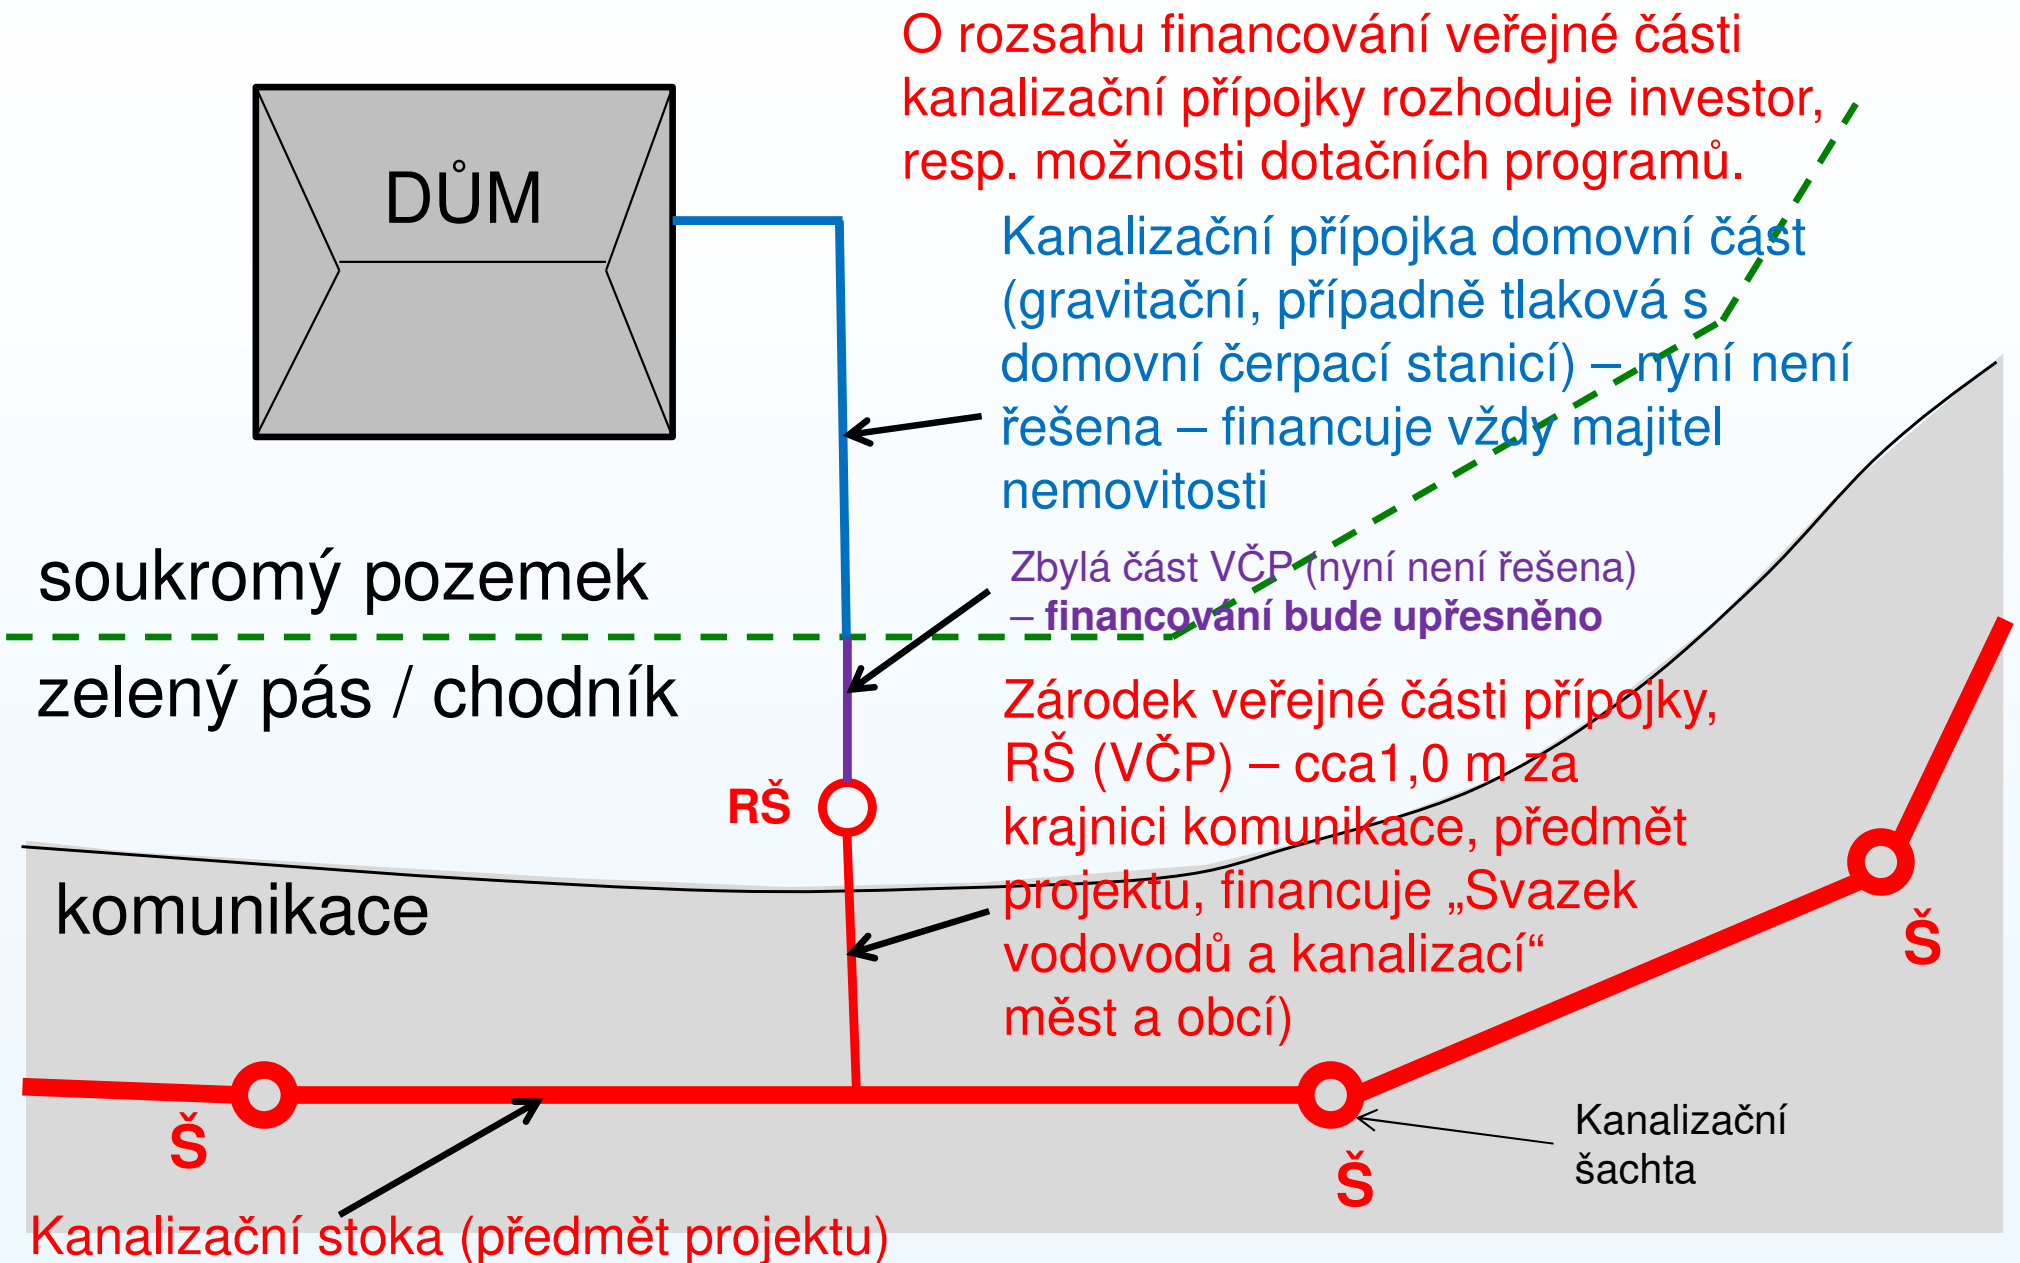 O rozsahu financování veřejné části
kanalizační přípojky rozhoduje investor,
resp. možnosti dotačních programů.
DŮM
Kanalizační přípojka domovní část
(gravitační, případně tlaková s
domovní čerpací stanicí) – nyní není
řešena – financuje vždy majitel
nemovitosti
soukromý pozemek
Zbylá část VČP (nyní není řešena)
– financování bude upřesněno
zelený pás / chodník
Zárodek veřejné části přípojky,
RŠ (VČP) – cca1,0 m za
krajnici komunikace, předmět
projektu, financuje „Svazek
vodovodů a kanalizací“
měst a obcí)
RŠ
komunikace
Š
Š
Š
Kanalizační
šachta
Kanalizační stoka (předmět projektu)